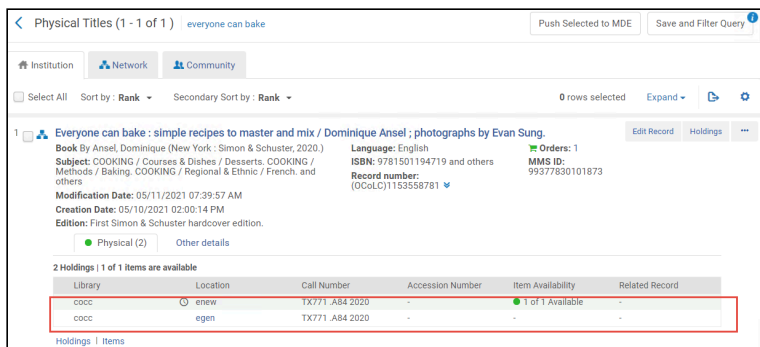 Physical Titles (1 - 1 of 1 ) everyone can bake Push Selected to MDE Save and Filter Query
Institution Network Community
Select All Sort by : Rank Secondary Sort by : Rank 0 rows selected Expand
1 Everyone can bake : simple recipes to master and mix / Dominique Ansel ; photographs by Evan Sung. Edit Record Holdings ...
Book By Ansel, Dominique (New York : Simon & Schuster, 2020.) Language: English Orders: 1
Subject: COOKING / Courses & Dishes / Desserts. COOKING / ISBN: 9781501194719 and others MMS ID:
Methods / Baking. COOKING / Regional & Ethnic / French. and Record number: 99377830101873
others (OCoLC)1153558781
Modification Date: 05/11/2021 07:39:57 AM
Creation Date: 05/10/2021 02:00:14 PM
Edition: First Simon & Schuster hardcover edition.
Physical (2) Other details
2 Holdings | 1 of 1 items are available
Library Location Call Number Accession Number Item Availability Related Record
cocc enew TX771 .A84 2020 - 1 of 1 Available -
cocc egen TX771 .A84 2020 - - -
Holdings | Items